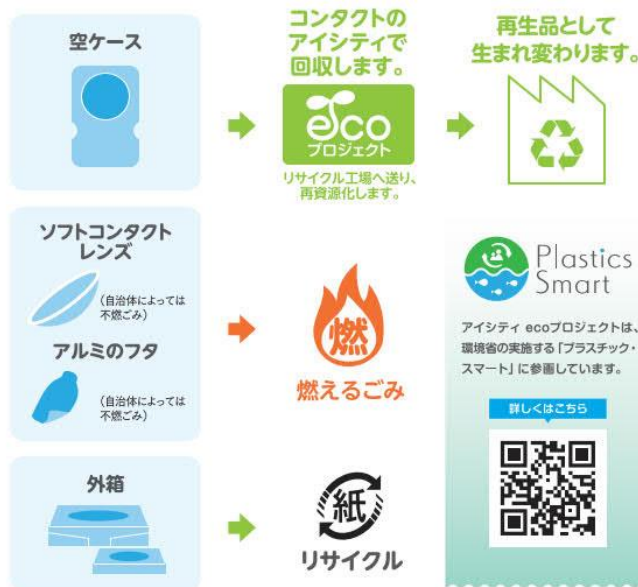 空ケース
コンタクトの
アイシティで
回収します。
eco
プロジェクト
リサイクル工場へ送り、
再資源化します。
再生品として
生まれ変わります。
ソフトコンタクト
レンズ
（自治体によっては
不燃ごみ）
アルミのフタ
（自治体によっては
不燃ごみ）
燃
燃えるごみ
外箱
紙
リサイクル
Plastics
Smart
アイシティ ecoプロジェクトは、
環境省の実施する「プラスチック・
スマート」に参画しています。
詳しくはこちら